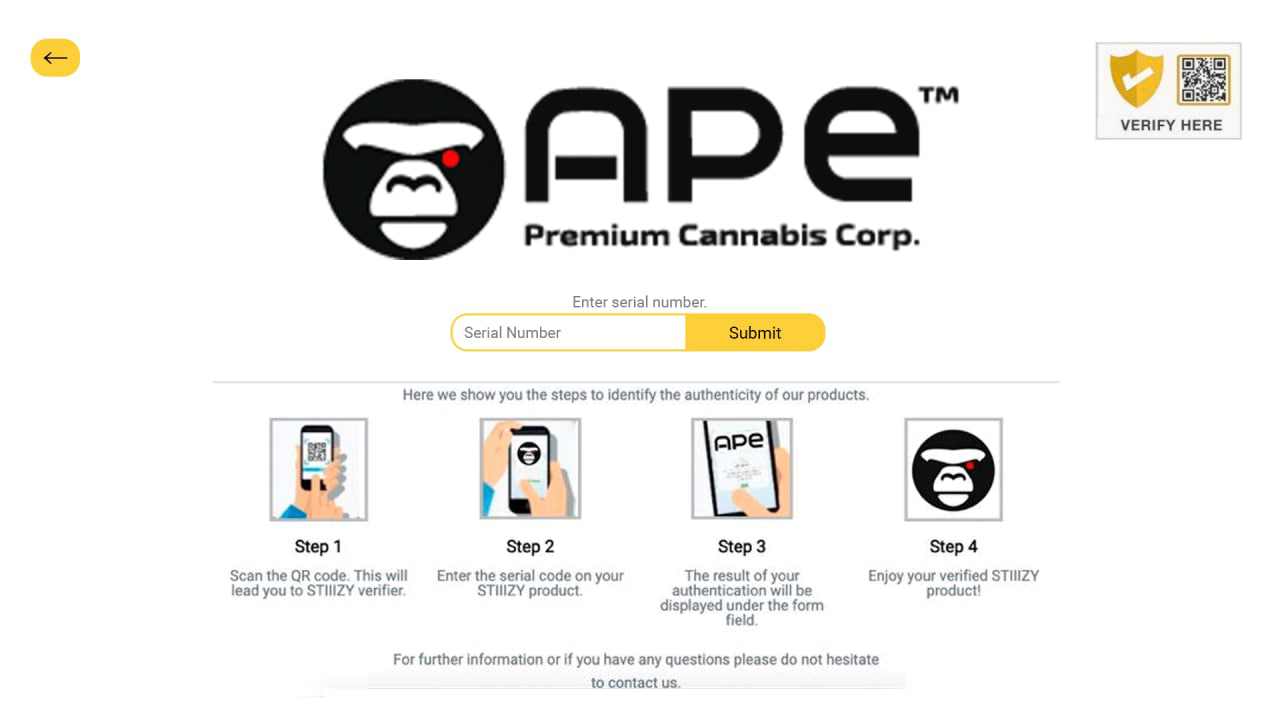 APE™
Premium Cannabis Corp.
VERIFY HERE
Enter serial number.
Serial Number
Submit
Here we show you the steps to identify the authenticity of our products.
APE
Step 1
Step 2
Step 3
Step 4
Scan the QR code. This will
lead you to STIIIZY verifier.
Enter the serial code on your
STIIIZY product.
The result of your
authentication will be
displayed under the form
field.
Enjoy your verified STIIIZY
product!
For further information or if you have any questions please do not hesitate
to contact us.